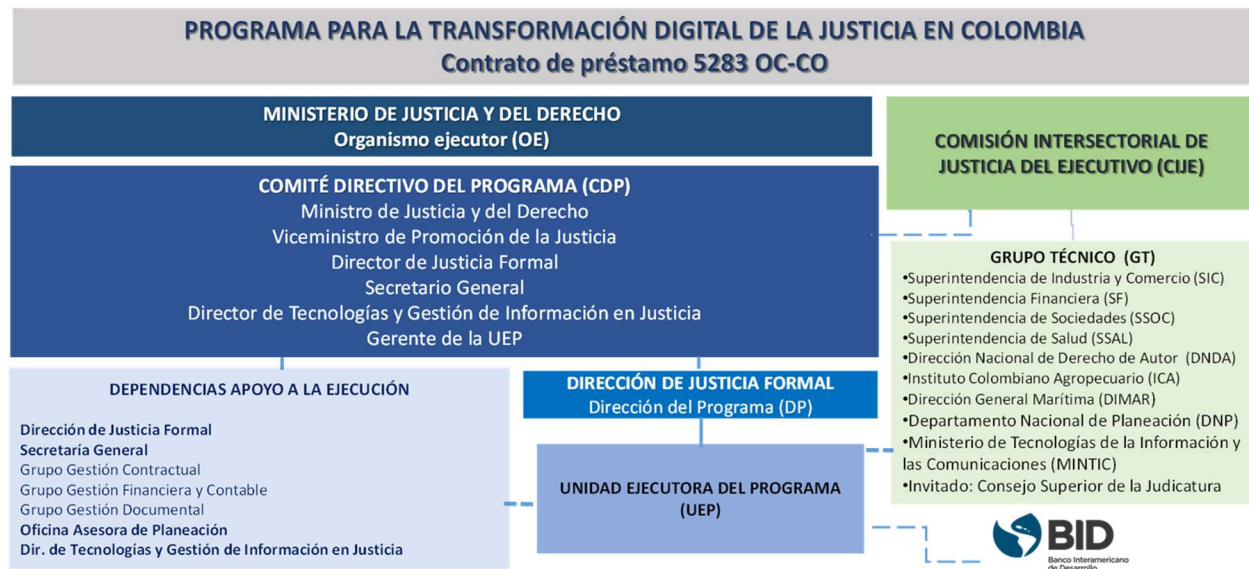 PROGRAMA PARA LA TRANSFORMACIÓN DIGITAL DE LA JUSTICIA EN COLOMBIA
Contrato de préstamo 5283 OC-CO
MINISTERIO DE JUSTICIA Y DEL DERECHO
Organismo ejecutor (OE)
COMISIÓN INTERSECTORIAL DE
JUSTICIA DEL EJECUTIVO (CIJE)
COMITÉ DIRECTIVO DEL PROGRAMA (CDP)
Ministro de Justicia y del Derecho
Viceministro de Promoción de la Justicia
Director de Justicia Formal
Secretario General
Director de Tecnologías y Gestión de Información en Justicia
Gerente de la UEP
GRUPO TÉCNICO (GT)
•Superintendencia de Industria y Comercio (SIC)
•Superintendencia Financiera (SF)
•Superintendencia de Sociedades (SSOC)
•Superintendencia de Salud (SSAL)
•Dirección Nacional de Derecho de Autor (DNDA)
•Instituto Colombiano Agropecuario (ICA)
•Dirección General Marítima (DIMAR)
•Departamento Nacional de Planeación (DNP)
•Ministerio de Tecnologías de la Información y
las Comunicaciones (MINTIC)
•Invitado: Consejo Superior de la Judicatura
DEPENDENCIAS APOYO A LA EJECUCIÓN
Dirección de Justicia Formal
Secretaría General
Grupo Gestión Contractual
Grupo Gestión Financiera y Contable
Grupo Gestión Documental
Oficina Asesora de Planeación
Dir. de Tecnologías y Gestión de Información en Justicia
DIRECCIÓN DE JUSTICIA FORMAL
Dirección del Programa (DP)
UNIDAD EJECUTORA DEL PROGRAMA
(UEP)
BID
Banco Interamericano
de Desarrollo